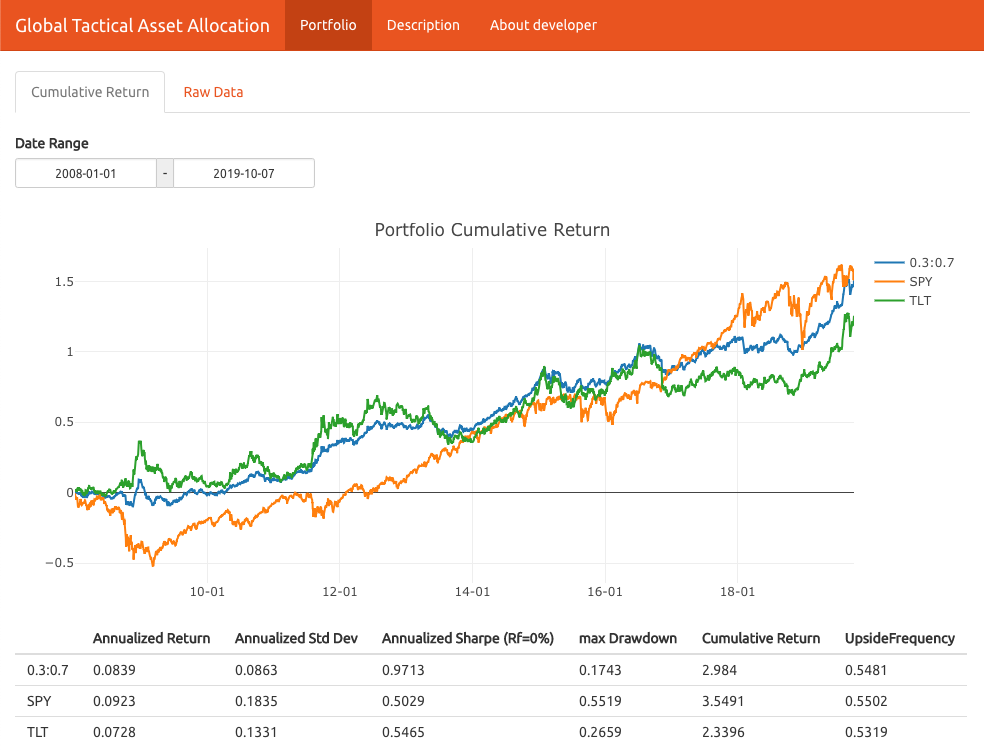 Global Tactical Asset Allocation Portfolio Description About developer
Cumulative Return Raw Data
Date Range
2008-01-01 - 2019-10-07
Portfolio Cumulative Return
1.5
1
0.5
0
−0.5
10-01 12-01 14-01 16-01 18-01
0.3:0.7
SPY
TLT
Annualized Return Annualized Std Dev Annualized Sharpe (Rf=0%) max Drawdown Cumulative Return UpsideFrequency
0.3:0.7 0.0839 0.0863 0.9713 0.1743 2.984 0.5481
SPY 0.0923 0.1835 0.5029 0.5519 3.5491 0.5502
TLT 0.0728 0.1331 0.5465 0.2659 2.3396 0.5319